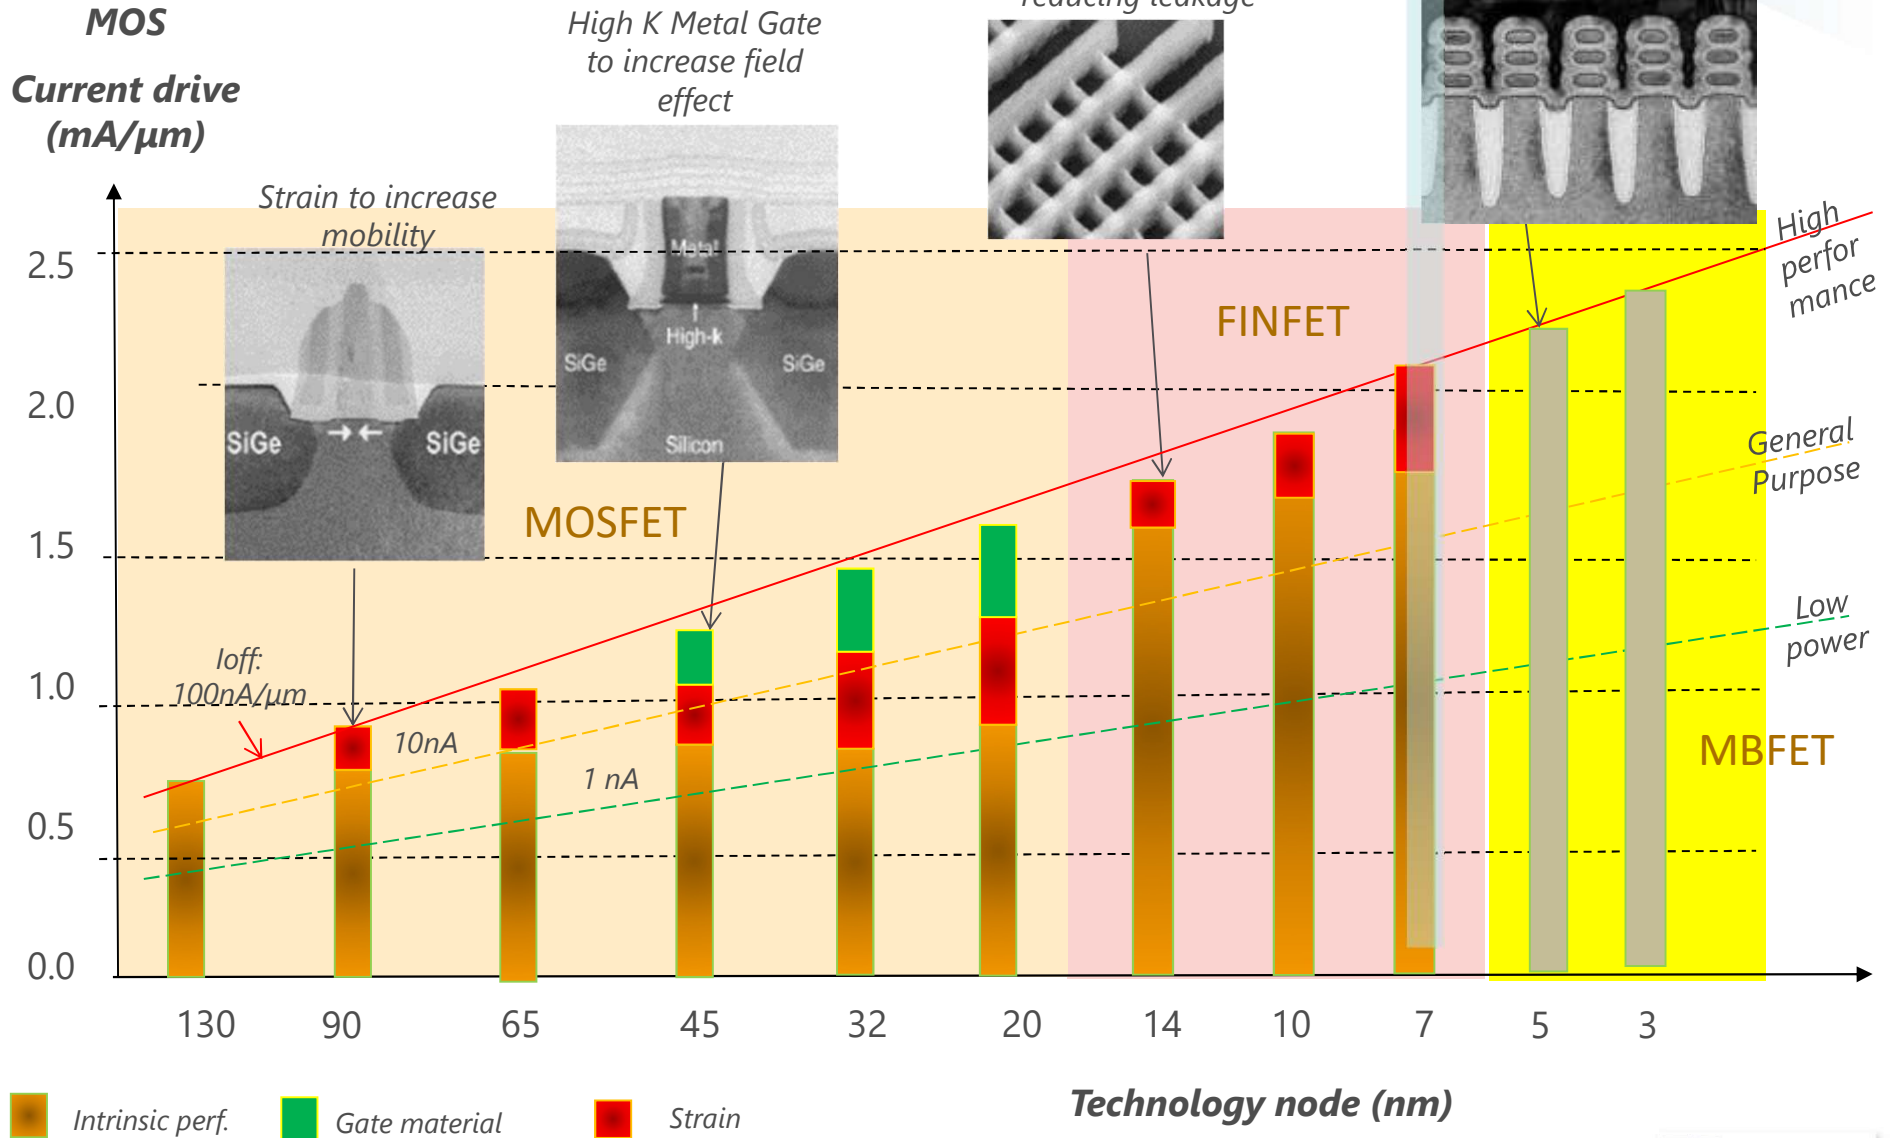 MOS
Current drive
(mA/µm)
High K Metal Gate
to increase field
effect
reducing leakage
Strain to increase
mobility
2.5
2.0
1.5
1.0
0.5
0.0
SiGe
SiGe
Metal
High-k
SiGe
SiGe
Silicon
MOSFET
FINFET
MBFET
High
perfor
mance
General
Purpose
Low
power
Ioff:
100nA/µm
10nA
1 nA
130 90 65 45 32 20 14 10 7 5 3
Technology node (nm)
Intrinsic perf.
Gate material
Strain